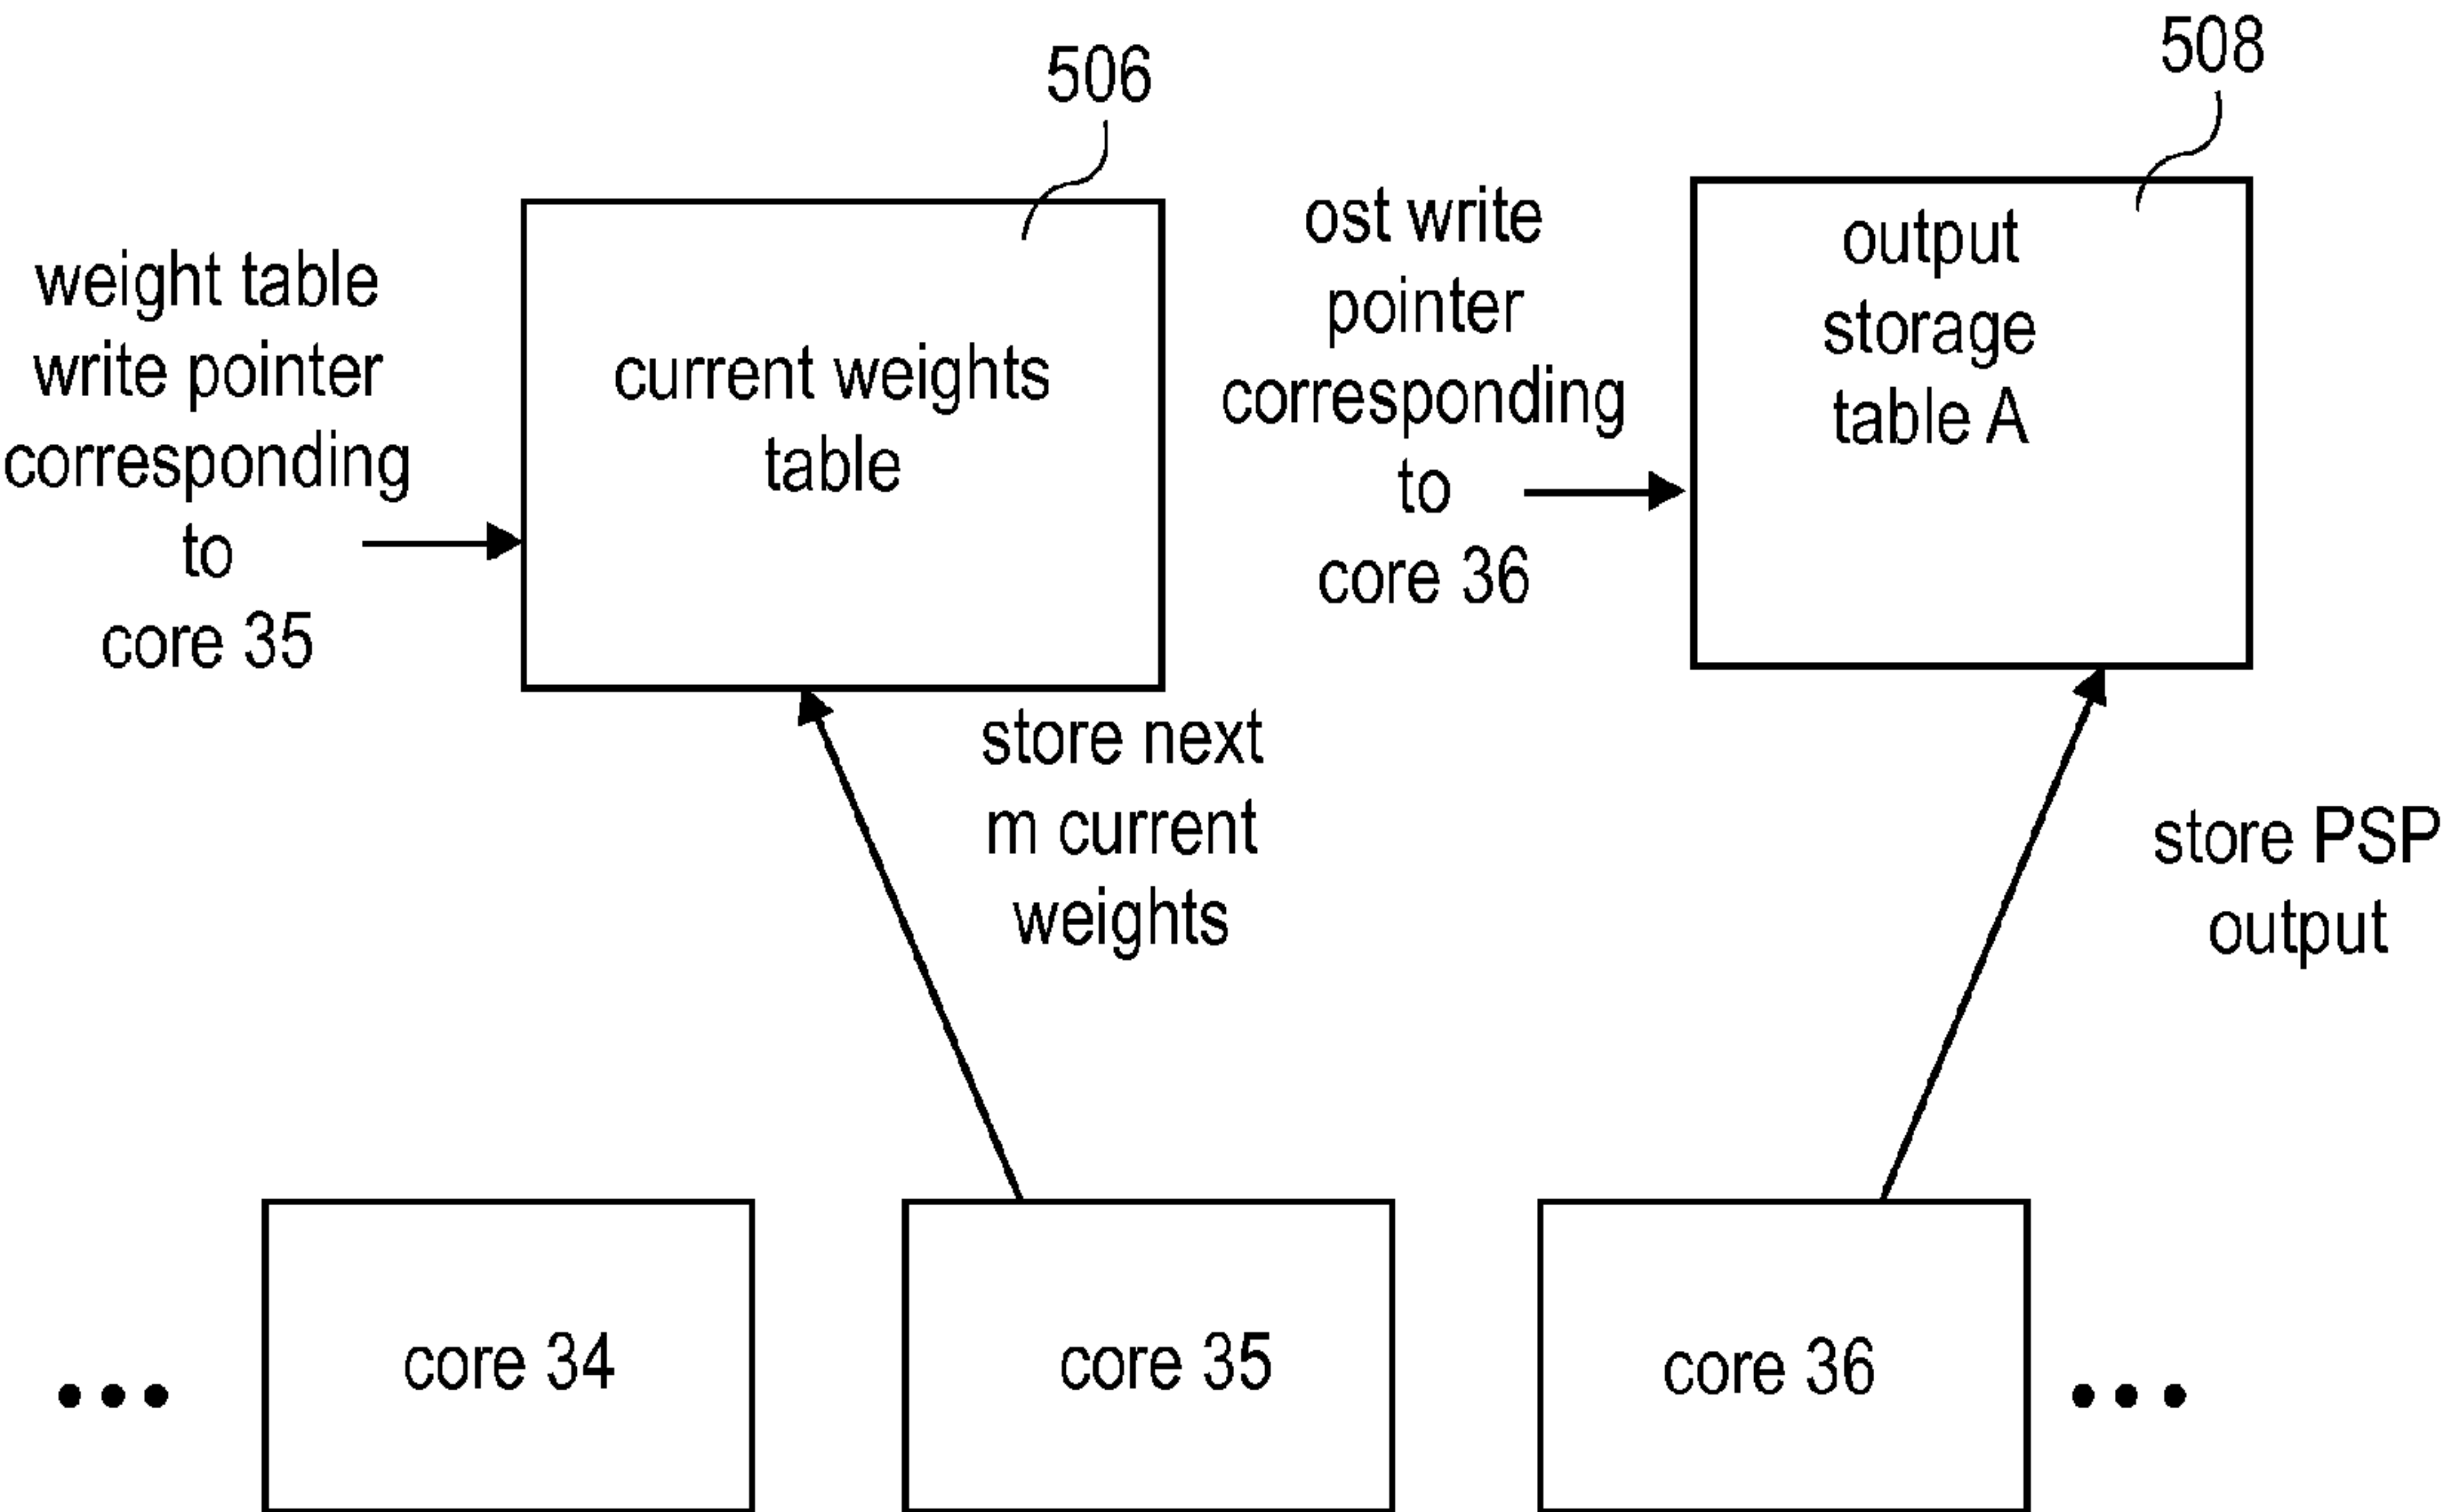 506
508
weight table
write pointer
corresponding
to
core 35
current weights
table
ost write
pointer
corresponding
to
core 36
output
storage
table A
store next
m current
weights
store PSP
output
core 34
core 35
core 36